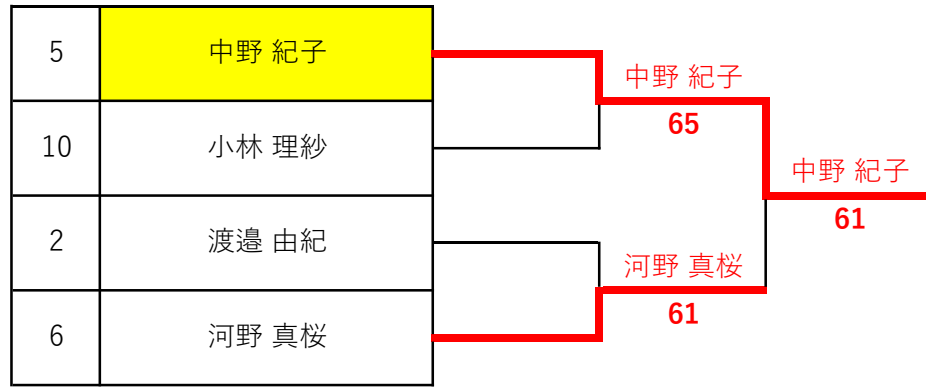 5 中野 紀子
中野 紀子
65
10 小林 理紗
中野 紀子
61
2 渡邉 由紀
河野 真桜
61
6 河野 真桜